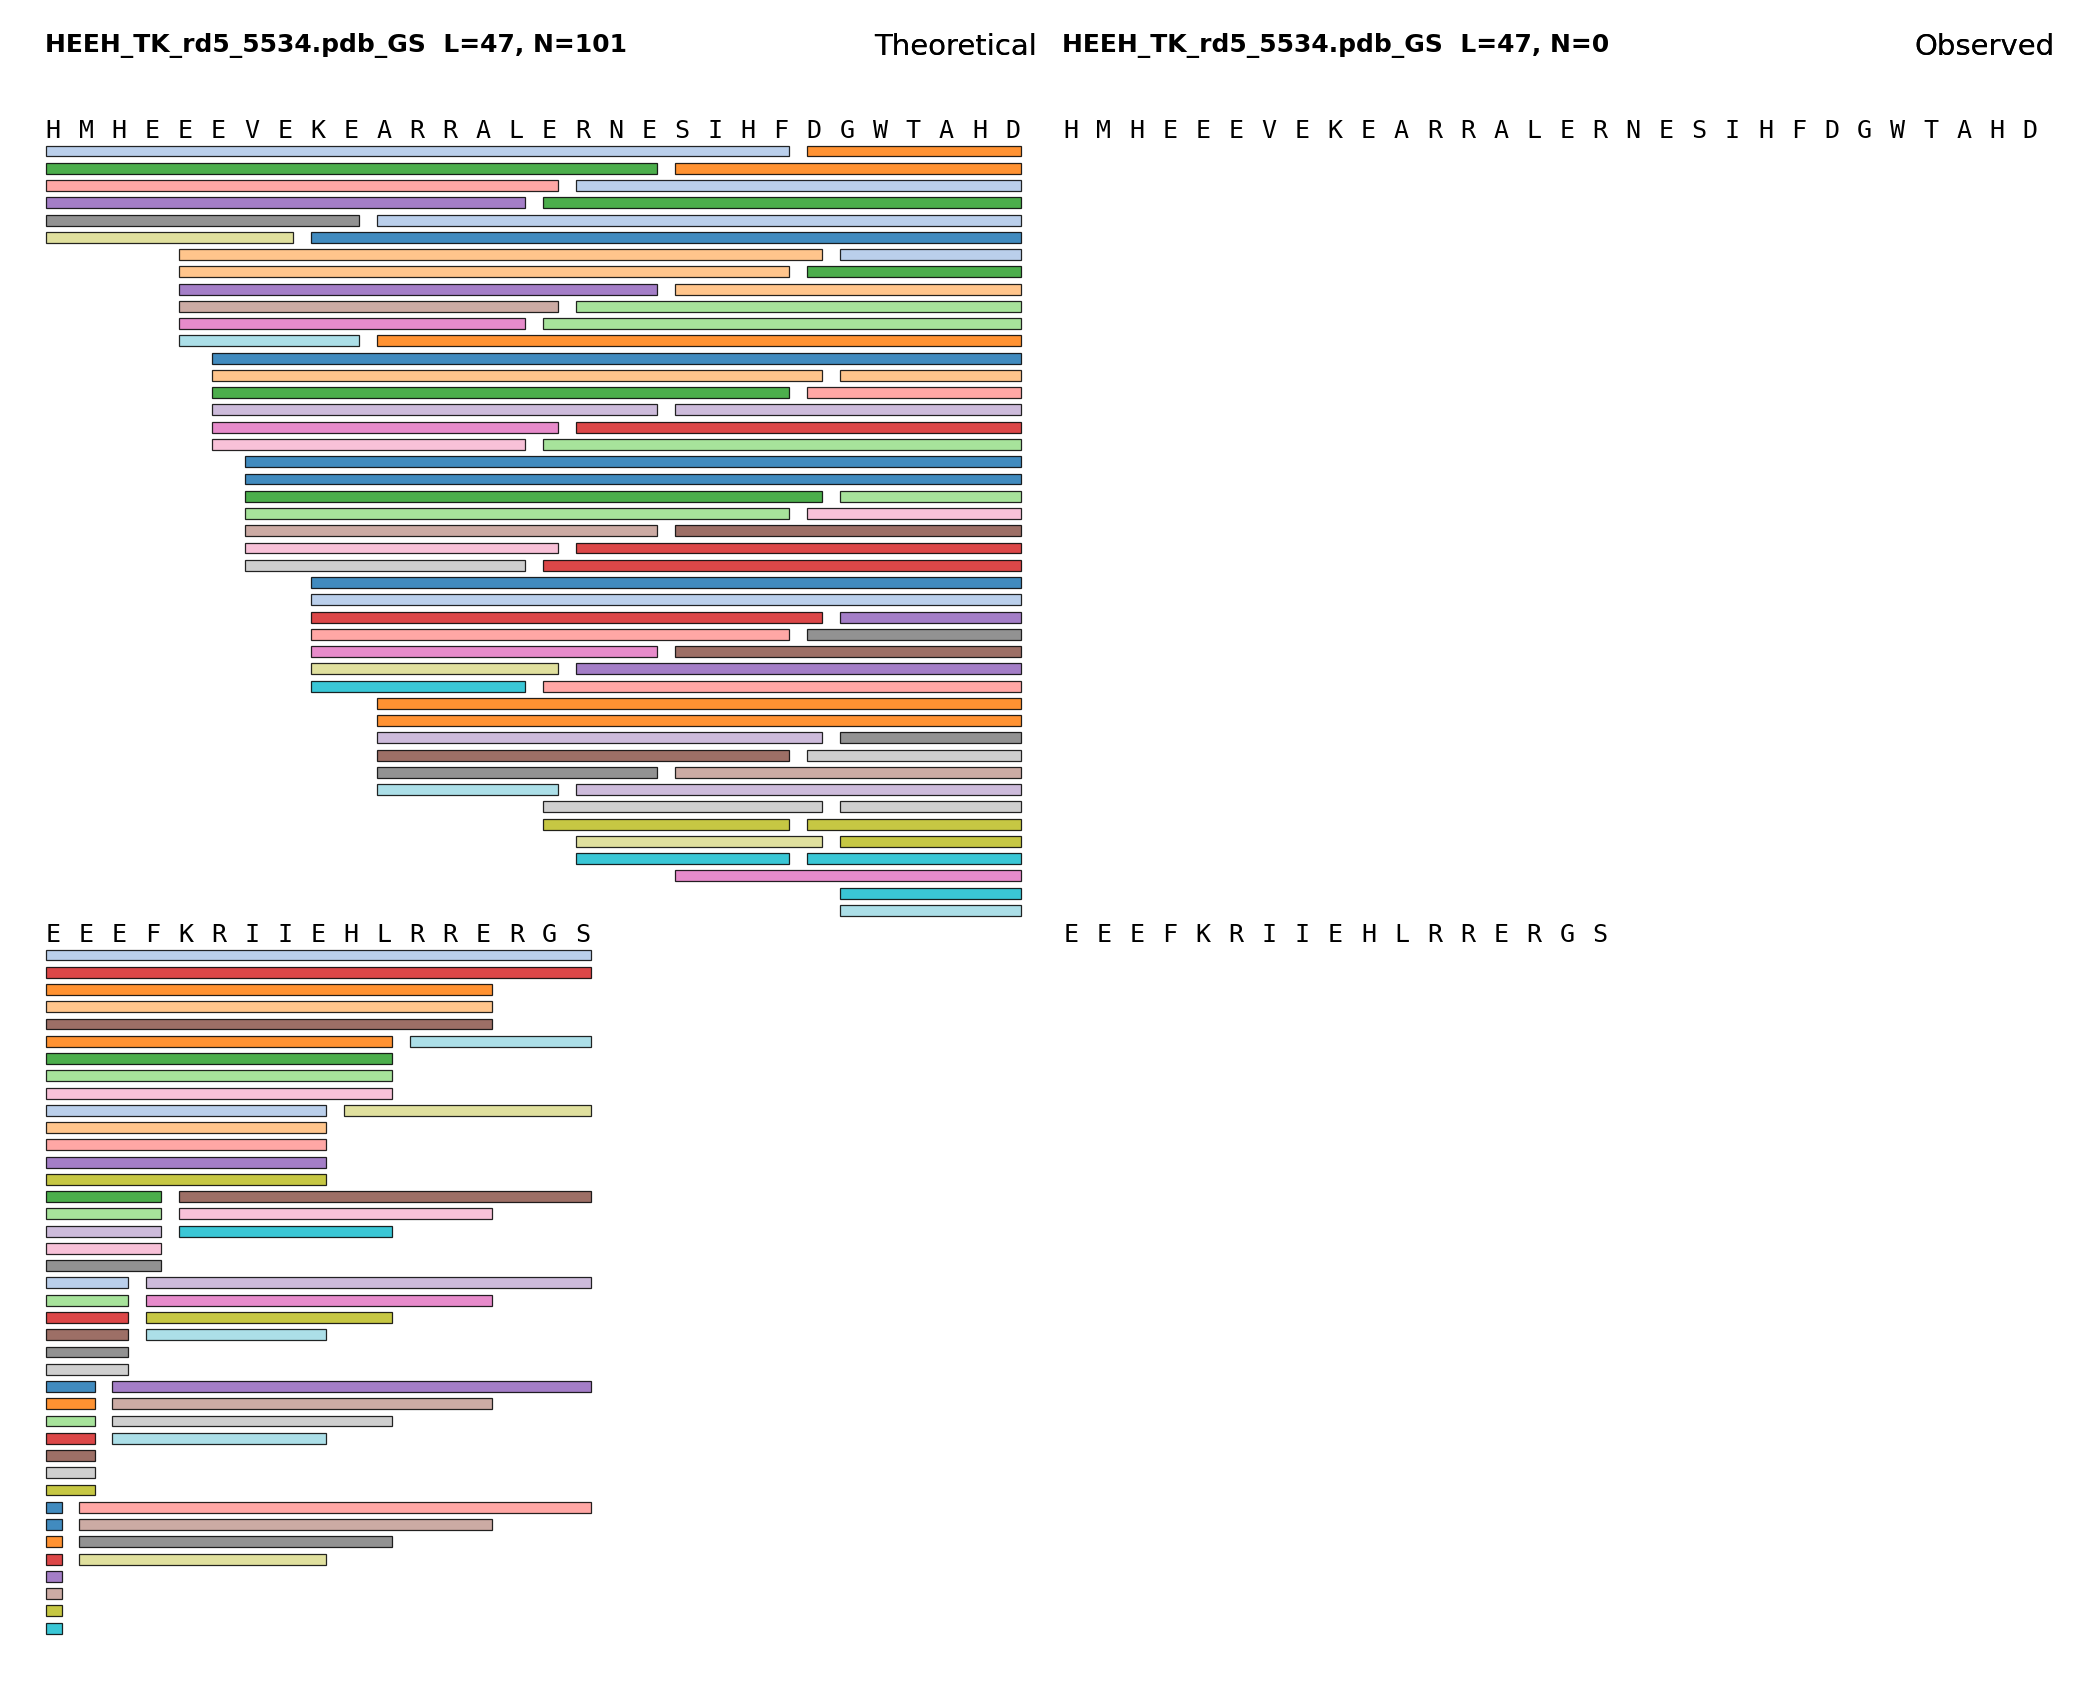 HEEH_TK_rd5_5534.pdb_GS L=47, N=101 Theoretical
HEEH_TK_rd5_5534.pdb_GS L=47, N=0 Observed
H M H E E E V E K E A R R A L E R N E S I H F D G W T A H D
H M H E E E V E K E A R R A L E R N E S I H F D G W T A H D
E E E F K R I I E H L R R E R G S
E E E F K R I I E H L R R E R G S